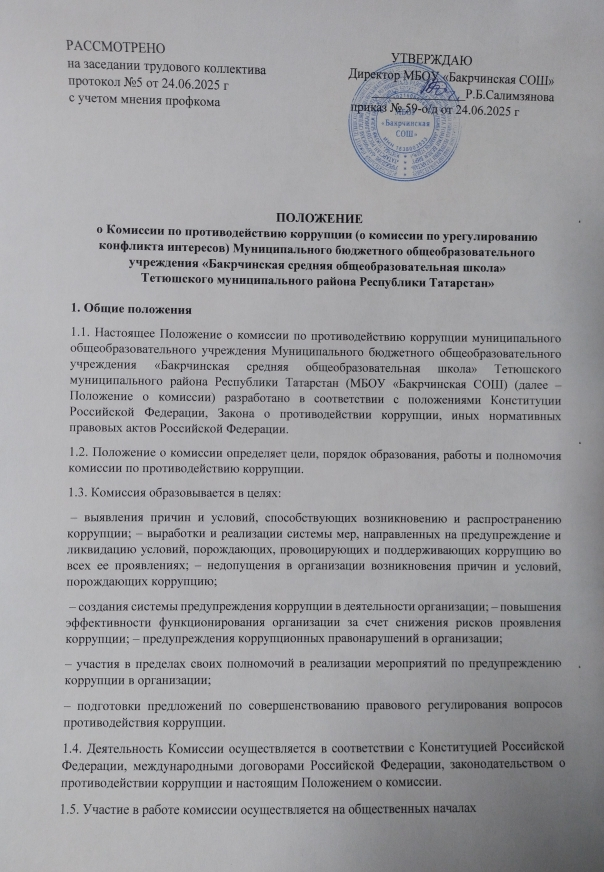 РАССМОТРЕНО
на заседании трудового коллектива
протокол №5 от 24.06.2025 г
с учетом мнения профкома
УТВЕРЖДАЮ
Директор МБОУ «Бакрчинская СОШ»
Р.Б.Салимзянова
приказ № 59-о/д от 24.06.2025 г
МБОУ
«Бакрчинская
СОШ»
ПОЛОЖЕНИЕ
о Комиссии по противодействию коррупции (о комиссии по урегулированию
конфликта интересов) Муниципального бюджетного общеобразовательного
учреждения «Бакрчинская средняя общеобразовательная школа»
Тетюшского муниципального района Республики Татарстан»
1. Общие положения
1.1. Настоящее Положение о комиссии по противодействию коррупции муниципального
общеобразовательного учреждения Муниципального бюджетного общеобразовательного
учреждения «Бакрчинская средняя общеобразовательная школа» Тетюшского
муниципального района Республики Татарстан (МБОУ «Бакрчинская СОШ) (далее –
Положение о комиссии) разработано в соответствии с положениями Конституции
Российской Федерации, Закона о противодействии коррупции, иных нормативных
правовых актов Российской Федерации.
1.2. Положение о комиссии определяет цели, порядок образования, работы и полномочия
комиссии по противодействию коррупции.
1.3. Комиссия образовывается в целях:
– выявления причин и условий, способствующих возникновению и распространению
коррупции; – выработки и реализации системы мер, направленных на предупреждение и
ликвидацию условий, порождающих, провоцирующих и поддерживающих коррупцию во
всех ее проявлениях; – недопущения в организации возникновения причин и условий,
порождающих коррупцию;
– создания системы предупреждения коррупции в деятельности организации; – повышения
эффективности функционирования организации за счет снижения рисков проявления
коррупции; – предупреждения коррупционных правонарушений в организации;
– участия в пределах своих полномочий в реализации мероприятий по предупреждению
коррупции в организации;
– подготовки предложений по совершенствованию правового регулирования вопросов
противодействия коррупции.
1.4. Деятельность Комиссии осуществляется в соответствии с Конституцией Российской
Федерации, международными договорами Российской Федерации, законодательством о
противодействии коррупции и настоящим Положением о комиссии.
1.5. Участие в работе комиссии осуществляется на общественных началах